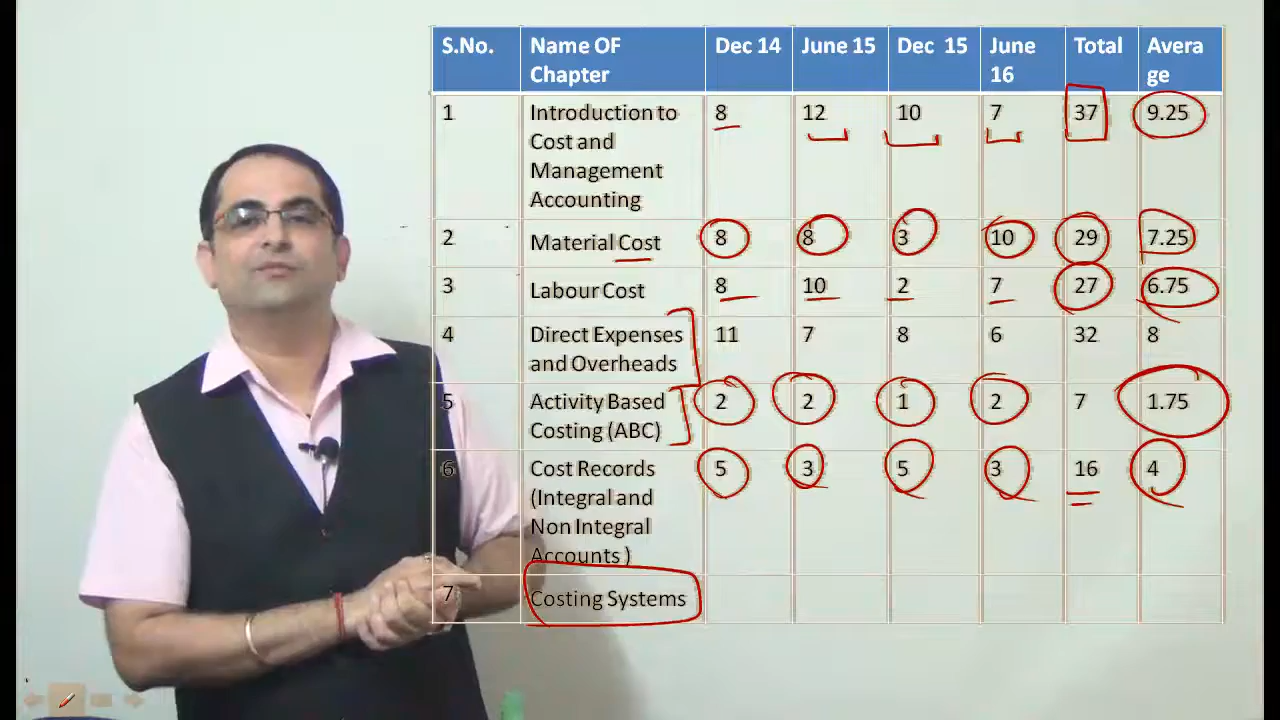 S.No. Name OF Dec 14 June 15 Dec 15 June Total Avera
Chapter 16 ge
1 Introduction to 8 12 10 7 37 9.25
Cost and
Management
Accounting
2 Material Cost 8 8 3 10 29 7.25
3 Labour Cost 8 10 2 7 27 6.75
4 Direct Expenses 11 7 8 6 32 8
and Overheads
5 Activity Based 2 2 1 2 7 1.75
Costing (ABC)
6 Cost Records 5 3 5 3 16 4
(Integral and
Non Integral
Accounts )
7 Costing Systems